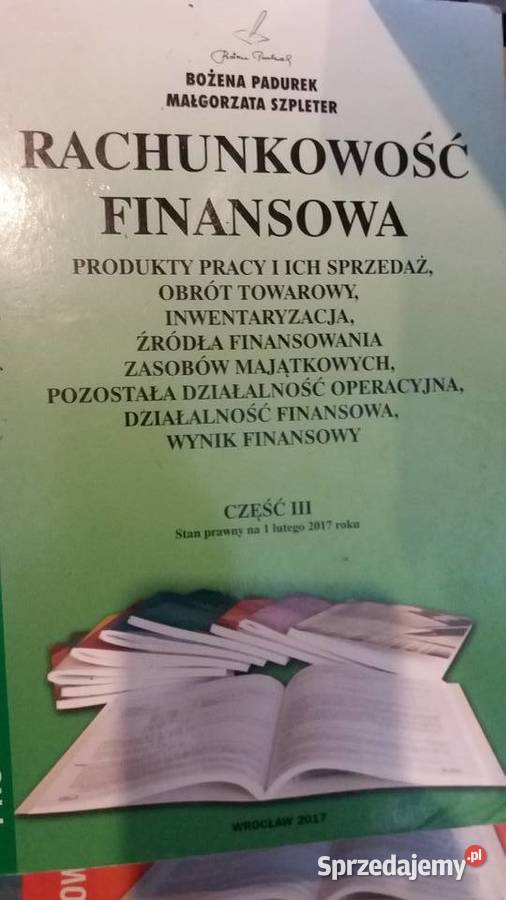 BOŻENA PADUREK
MAŁGORZATA SZPLETER
RACHUNKOWOŚĆ
FINANSOWA
PRODUKTY PRACY I ICH SPRZEDAŻ,
OBRÓT TOWAROWY,
INWENTARYZACJA,
ŹRÓDŁA FINANSOWANIA
ZASOBÓW MAJĄTKOWYCH,
POZOSTAŁA DZIAŁALNOŚĆ OPERACYJNA,
DZIAŁALNOŚĆ FINANSOWA,
WYNIK FINANSOWY
CZĘŚĆ III
Stan prawny na 1 lutego 2017 roku
WROCŁAW 2017
Sprzedajemy.pl